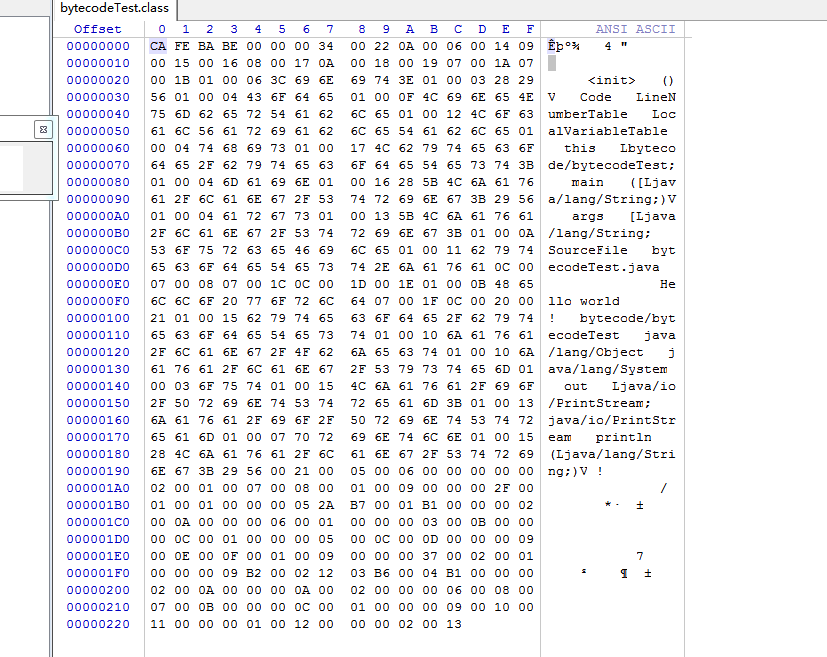 bytecodeTest.class
Offset 0 1 2 3 4 5 6 7 8 9 A B C D E F ANSI ASCII
00000000 CA FE BA BE 00 00 00 34 00 22 0A 00 06 00 14 09 Êþº¾ 4 "
00000010 00 15 00 16 08 00 17 0A 00 18 00 19 07 00 1A 07
00000020 00 1B 01 00 06 3C 69 6E 69 74 3E 01 00 03 28 29 <init> ()
00000030 56 01 00 04 43 6F 64 65 01 00 0F 4C 69 6E 65 4E V Code LineN
00000040 75 6D 62 65 72 54 61 62 6C 65 01 00 12 4C 6F 63 umberTable Loc
00000050 61 6C 56 61 72 69 61 62 6C 65 54 61 62 6C 65 01 alVariableTable
00000060 00 04 74 68 69 73 01 00 17 4C 62 79 74 65 63 6F this Lbyteco
00000070 64 65 2F 62 79 74 65 63 6F 64 65 54 65 73 74 3B de/bytecodeTest;
00000080 01 00 04 6D 61 69 6E 01 00 16 28 5B 4C 6A 61 76 main ([Ljav
00000090 61 2F 6C 61 6E 67 2F 53 74 72 69 6E 67 3B 29 56 a/lang/String;)V
000000A0 01 00 04 61 72 67 73 01 00 13 5B 4C 6A 61 76 61 args [Ljava
000000B0 2F 6C 61 6E 67 2F 53 74 72 69 6E 67 3B 01 00 0A /lang/String;
000000C0 53 6F 75 72 63 65 46 69 6C 65 01 00 11 62 79 74 SourceFile byt
000000D0 65 63 6F 64 65 54 65 73 74 2E 6A 61 76 61 0C 00 ecodeTest.java
000000E0 07 00 08 07 00 1C 0C 00 1D 00 1E 01 00 0B 48 65 He
000000F0 6C 6C 6F 20 77 6F 72 6C 64 07 00 1F 0C 00 20 00 llo world
00000100 21 01 00 15 62 79 74 65 63 6F 64 65 2F 62 79 74 ! bytecode/byt
00000110 65 63 6F 64 65 54 65 73 74 01 00 10 6A 61 76 61 ecodeTest java
00000120 2F 6C 61 6E 67 2F 4F 62 6A 65 63 74 01 00 10 6A /lang/Object j
00000130 61 76 61 2F 6C 61 6E 67 2F 53 79 73 74 65 6D 01 ava/lang/System
00000140 00 03 6F 75 74 01 00 15 4C 6A 61 76 61 2F 69 6F out Ljava/io
00000150 2F 50 72 69 6E 74 53 74 72 65 61 6D 3B 01 00 13 /PrintStream;
00000160 6A 61 76 61 2F 69 6F 2F 50 72 69 6E 74 53 74 72 java/io/PrintStr
00000170 65 61 6D 01 00 07 70 72 69 6E 74 6C 6E 01 00 15 eam println
00000180 28 4C 6A 61 76 61 2F 6C 61 6E 67 2F 53 74 72 69 (Ljava/lang/Stri
00000190 6E 67 3B 29 56 00 21 00 05 00 06 00 00 00 00 00 ng;)V !
000001A0 02 00 01 00 07 00 08 00 01 00 09 00 00 00 2F 00 /
000001B0 01 00 01 00 00 00 05 2A B7 00 01 B1 00 00 00 02 *· ±
000001C0 00 0A 00 00 00 06 00 01 00 00 00 03 00 0B 00 00
000001D0 00 0C 00 01 00 00 00 05 00 0C 00 0D 00 00 00 09
000001E0 00 0E 00 0F 00 01 00 09 00 00 00 37 00 02 00 01 7
000001F0 00 00 00 09 B2 00 02 12 03 B6 00 04 B1 00 00 00 ² ¶ ±
00000200 02 00 0A 00 00 00 0A 00 02 00 00 00 06 00 08 00
00000210 07 00 0B 00 00 00 0C 00 01 00 00 00 09 00 10 00
00000220 11 00 00 00 01 00 12 00 00 00 02 00 13